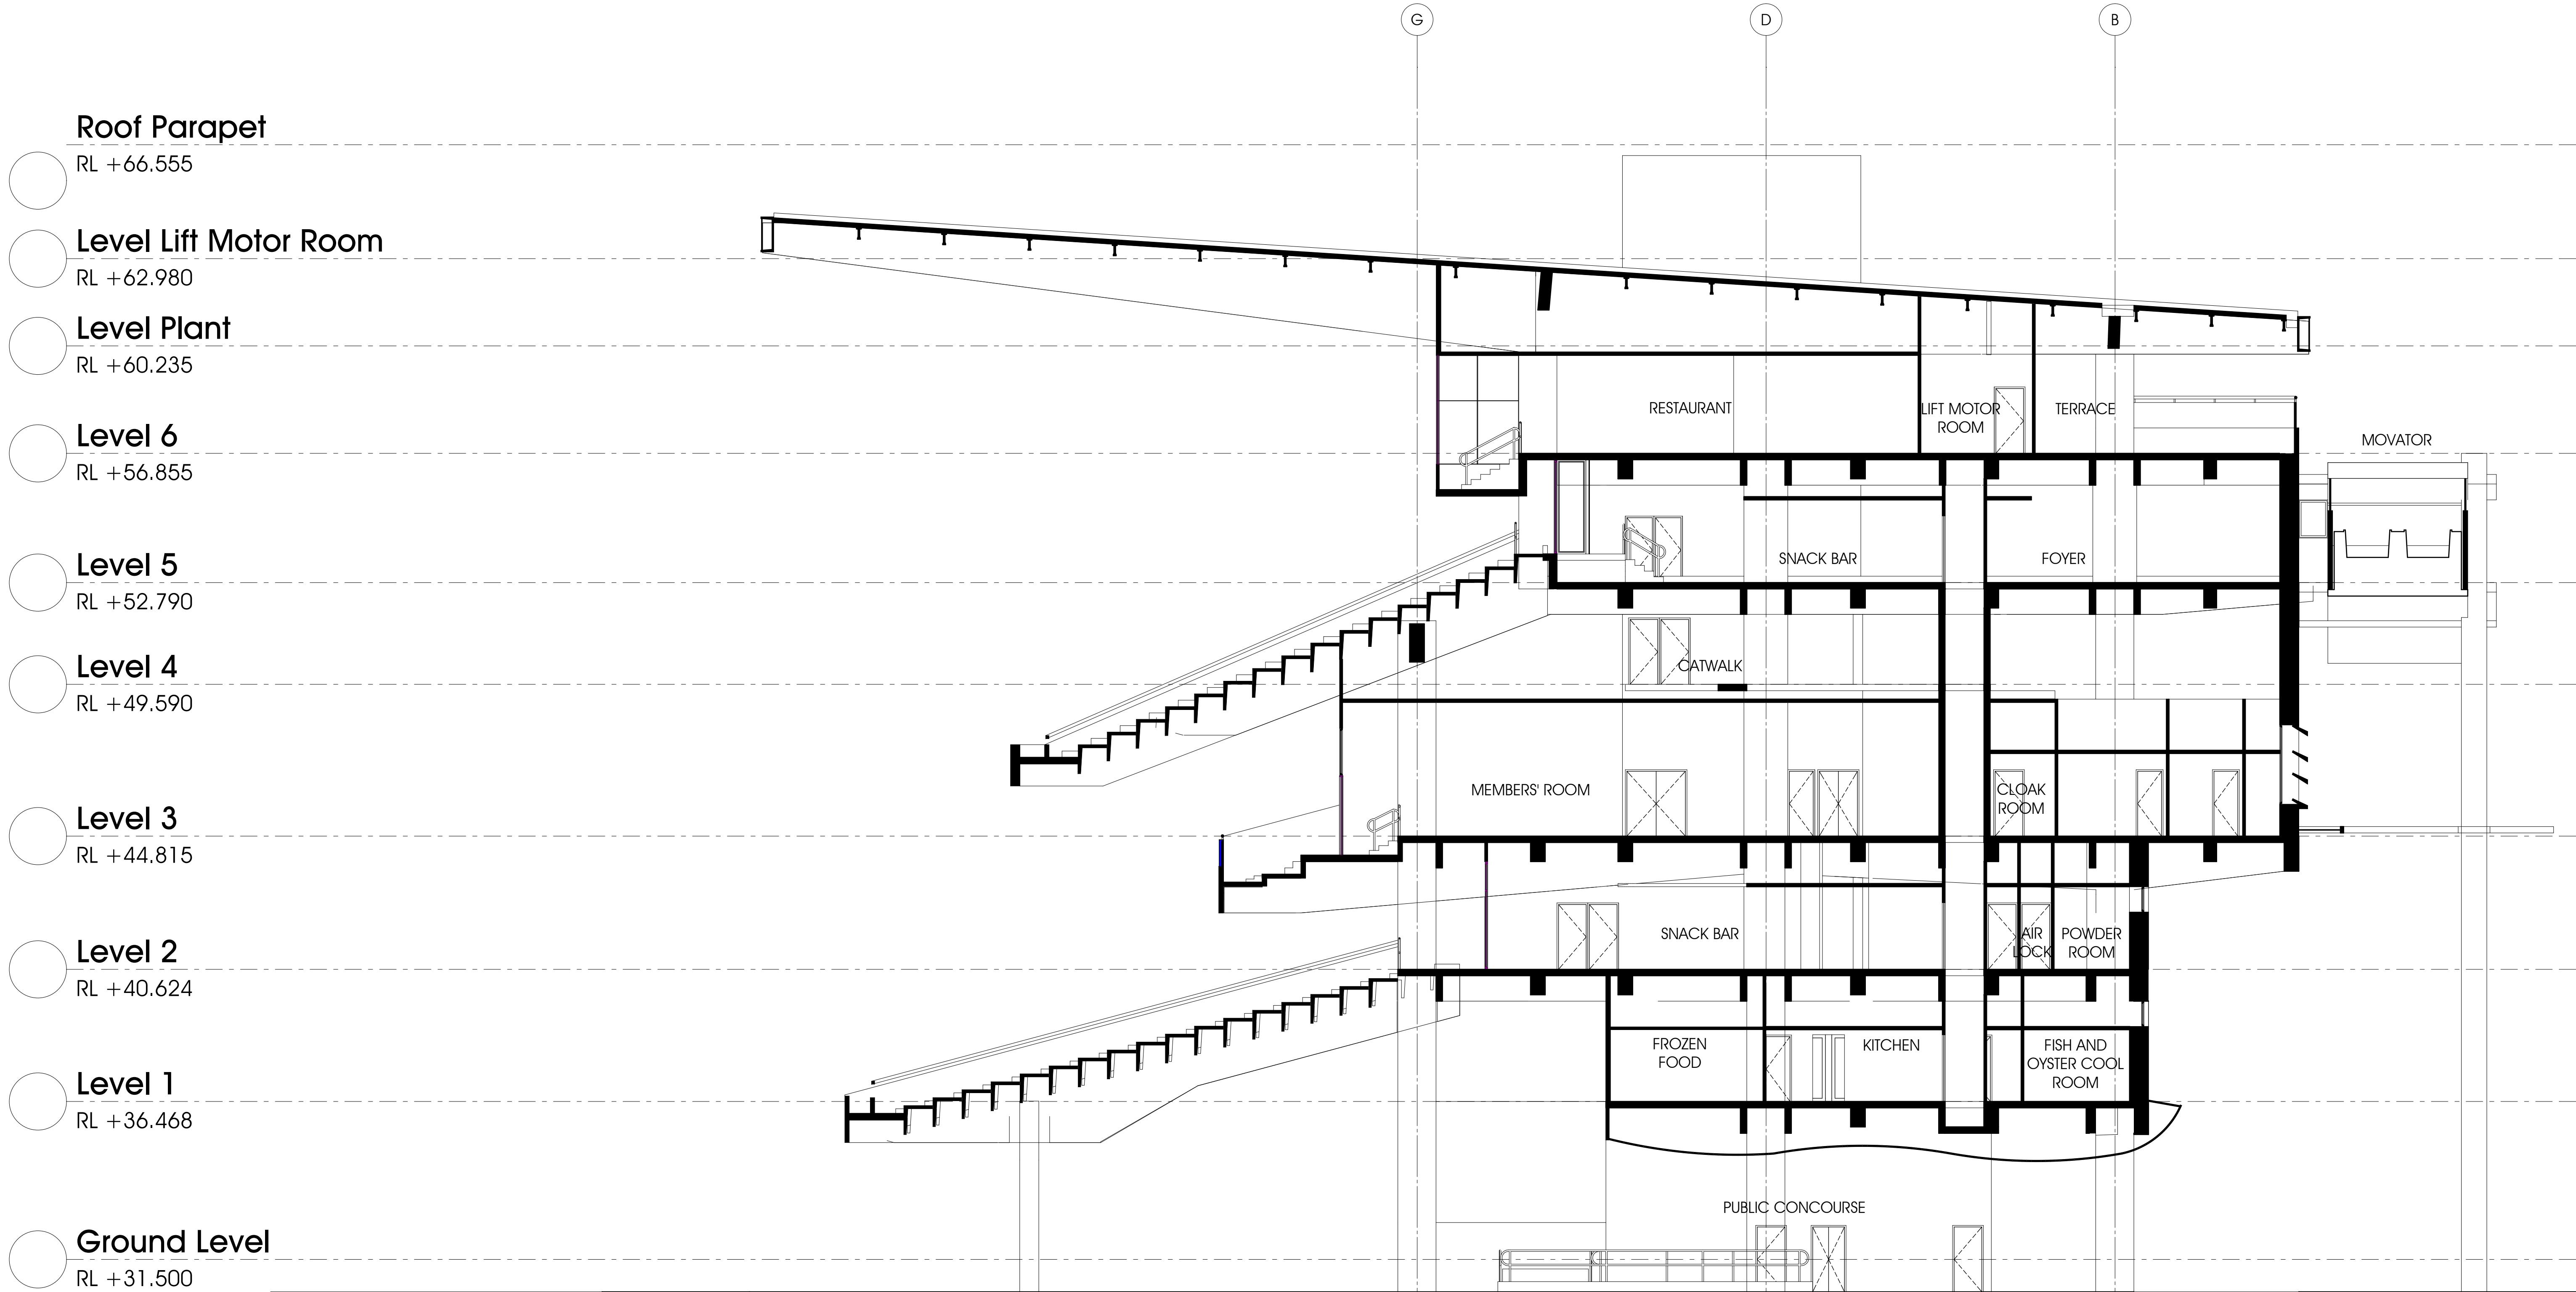 G
D
B
Roof Parapet
RL +66.555
Level Lift Motor Room
RL +62.980
Level Plant
RL +60.235
RESTAURANT
LIFT MOTOR
ROOM
TERRACE
Level 6
RL +56.855
MOVATOR
SNACK BAR
FOYER
Level 5
RL +52.790
CATWALK
Level 4
RL +49.590
MEMBERS' ROOM
CLOAK
ROOM
Level 3
RL +44.815
SNACK BAR
AIR
LOCK
POWDER
ROOM
Level 2
RL +40.624
FROZEN
FOOD
KITCHEN
FISH AND
OYSTER COOL
ROOM
Level 1
RL +36.468
PUBLIC CONCOURSE
Ground Level
RL +31.500